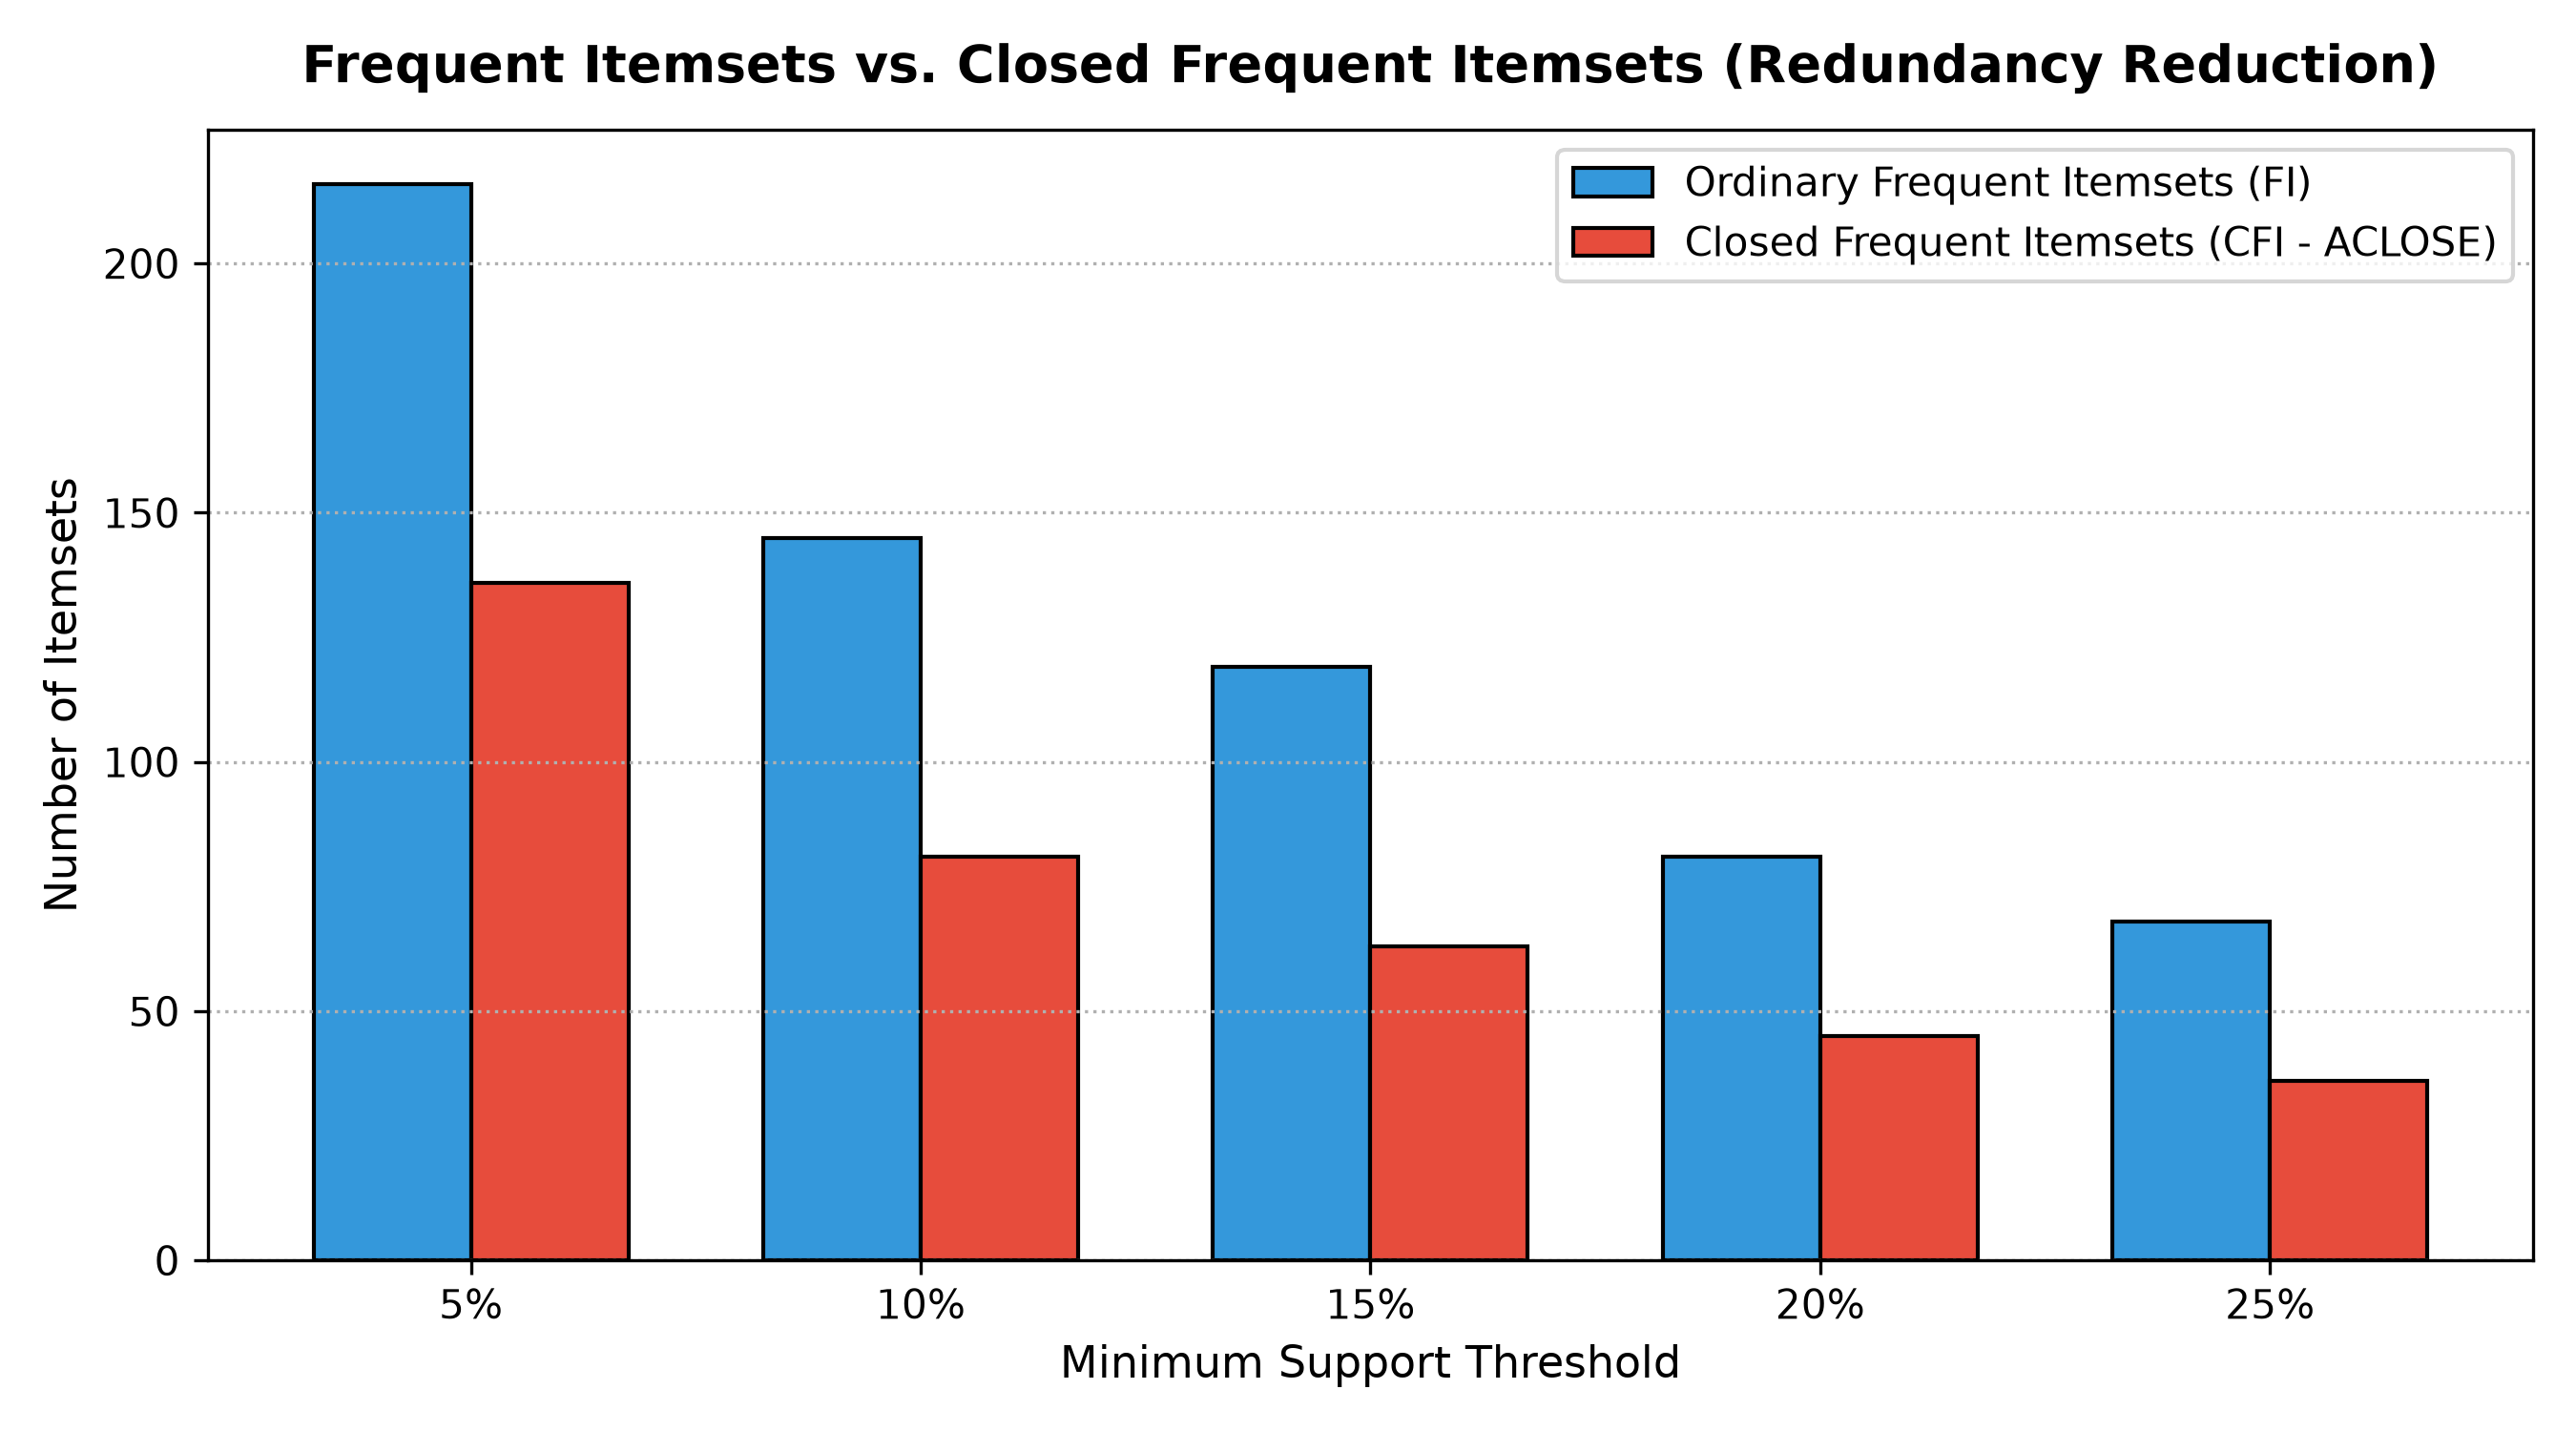 Frequent Itemsets vs. Closed Frequent Itemsets (Redundancy Reduction)
Ordinary Frequent Itemsets (FI)
Closed Frequent Itemsets (CFI - ACLOSE)
Number of Itemsets
200
150
100
50
0
5% 10% 15% 20% 25%
Minimum Support Threshold